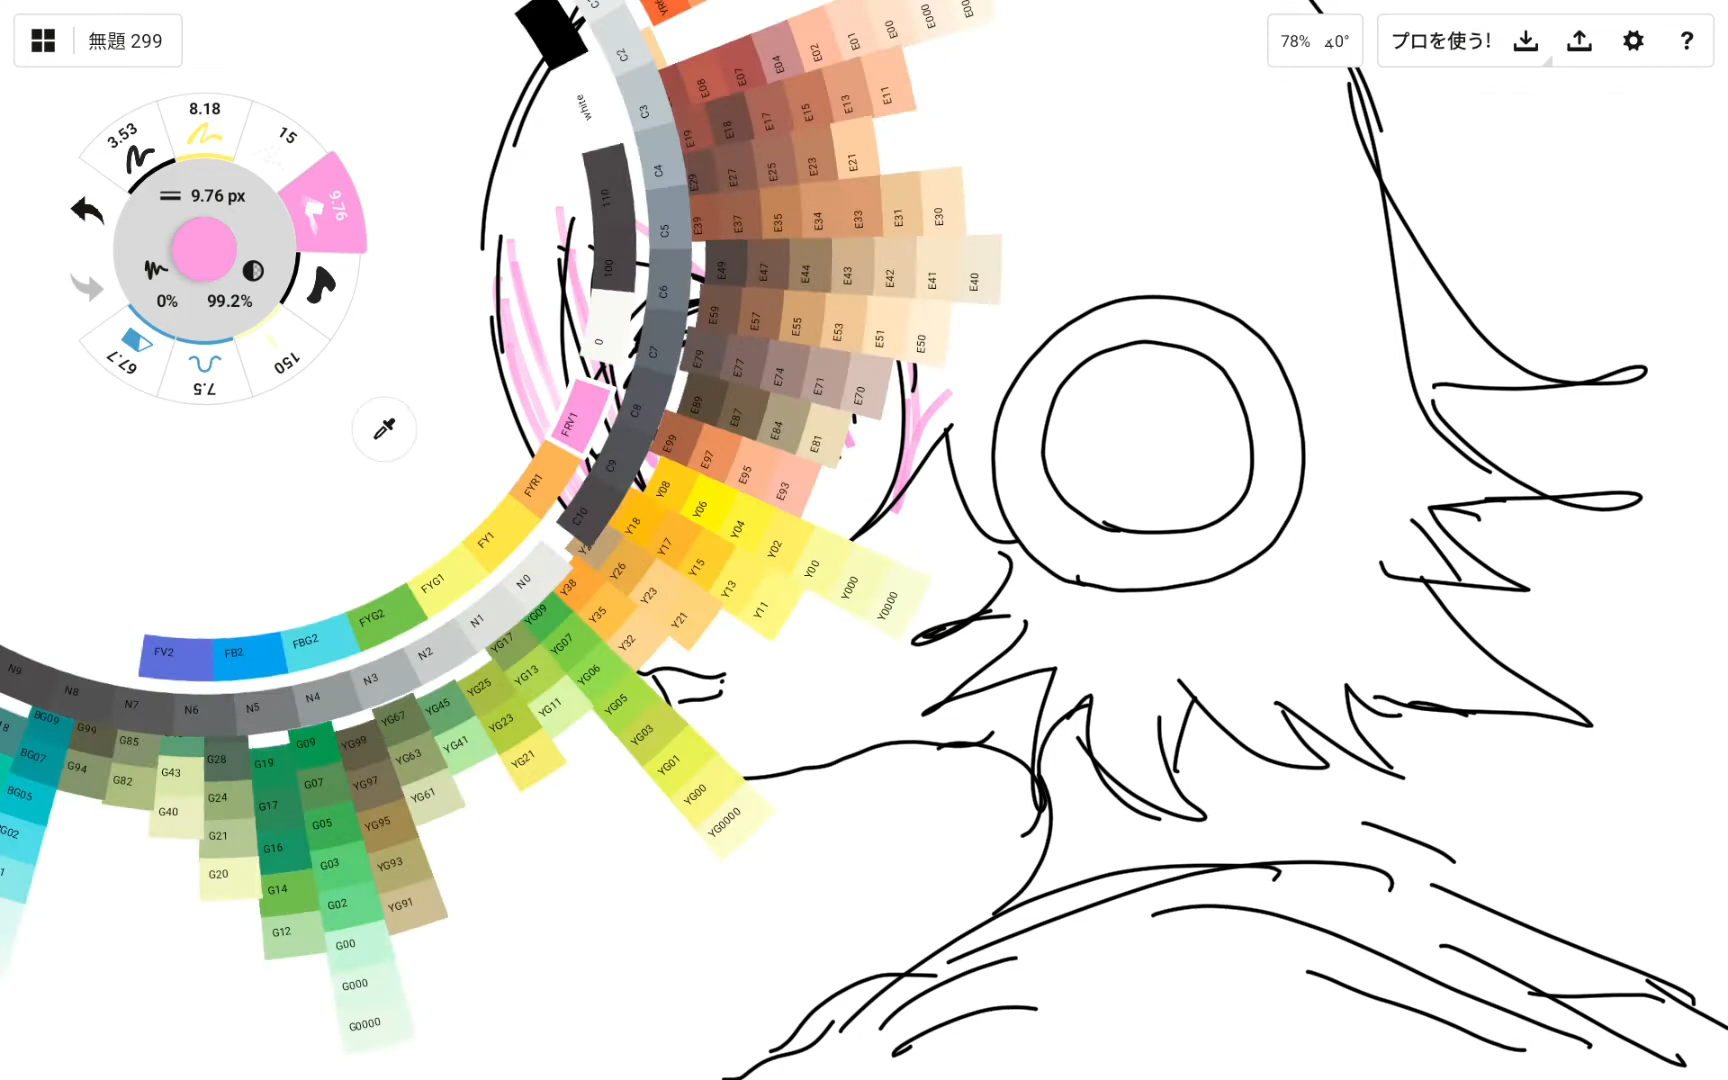 無題 299
78% ∡0°
プロを使う!
?
3.53
8.18
15
9.76
9.76 px
0%
99.2%
67.7
7.5
150
white
110
100
0
FRV1
FYR1
FY1
FYG1
FYG2
FBG2
FB2
FV2
C2
C3
C4
C5
C6
C7
C8
C9
C10
N0
N1
N2
N3
N4
N5
N6
N7
N8
N9
E08
E07
E04
E02
E01
E00
E000
E19
E18
E17
E15
E13
E11
E29
E27
E25
E23
E21
E39
E37
E35
E34
E33
E31
E30
E49
E47
E44
E43
E42
E41
E40
E59
E57
E55
E53
E51
E50
E79
E77
E74
E71
E70
E89
E87
E84
E81
E99
E97
E95
E93
Y08
Y06
Y04
Y02
Y00
Y000
Y0000
Y18
Y17
Y15
Y13
Y11
Y26
Y23
Y21
Y38
Y35
Y32
YG09
YG07
YG06
YG05
YG03
YG01
YG00
YG0000
YG17
YG13
YG11
YG25
YG23
YG21
YG45
YG41
YG67
YG63
YG61
YG99
YG97
YG95
YG93
YG91
G09
G07
G05
G03
G02
G00
G000
G0000
G19
G17
G16
G14
G12
G28
G24
G21
G20
G43
G40
G85
G82
G99
G94
BG09
BG07
BG05